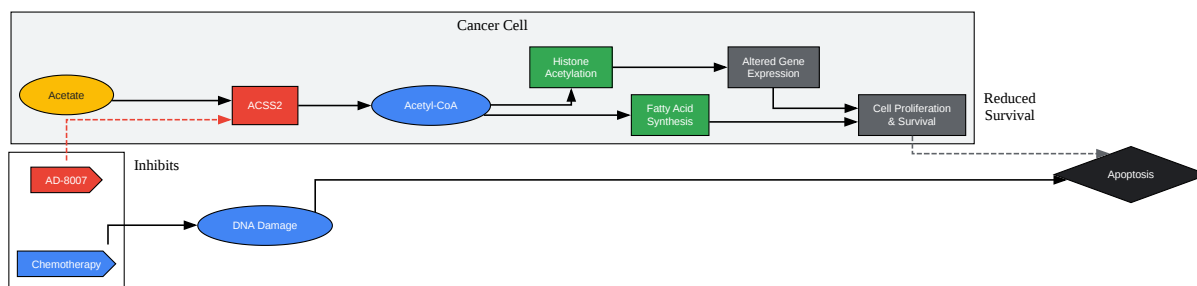 Cancer Cell
Histone
Acetylation
Altered Gene
Expression
Acetate
ACSS2
Acetyl-CoA
Fatty Acid
Synthesis
Cell Proliferation
& Survival
Reduced
Survival
Inhibits
AD-8007
Apoptosis
DNA Damage
Chemotherapy